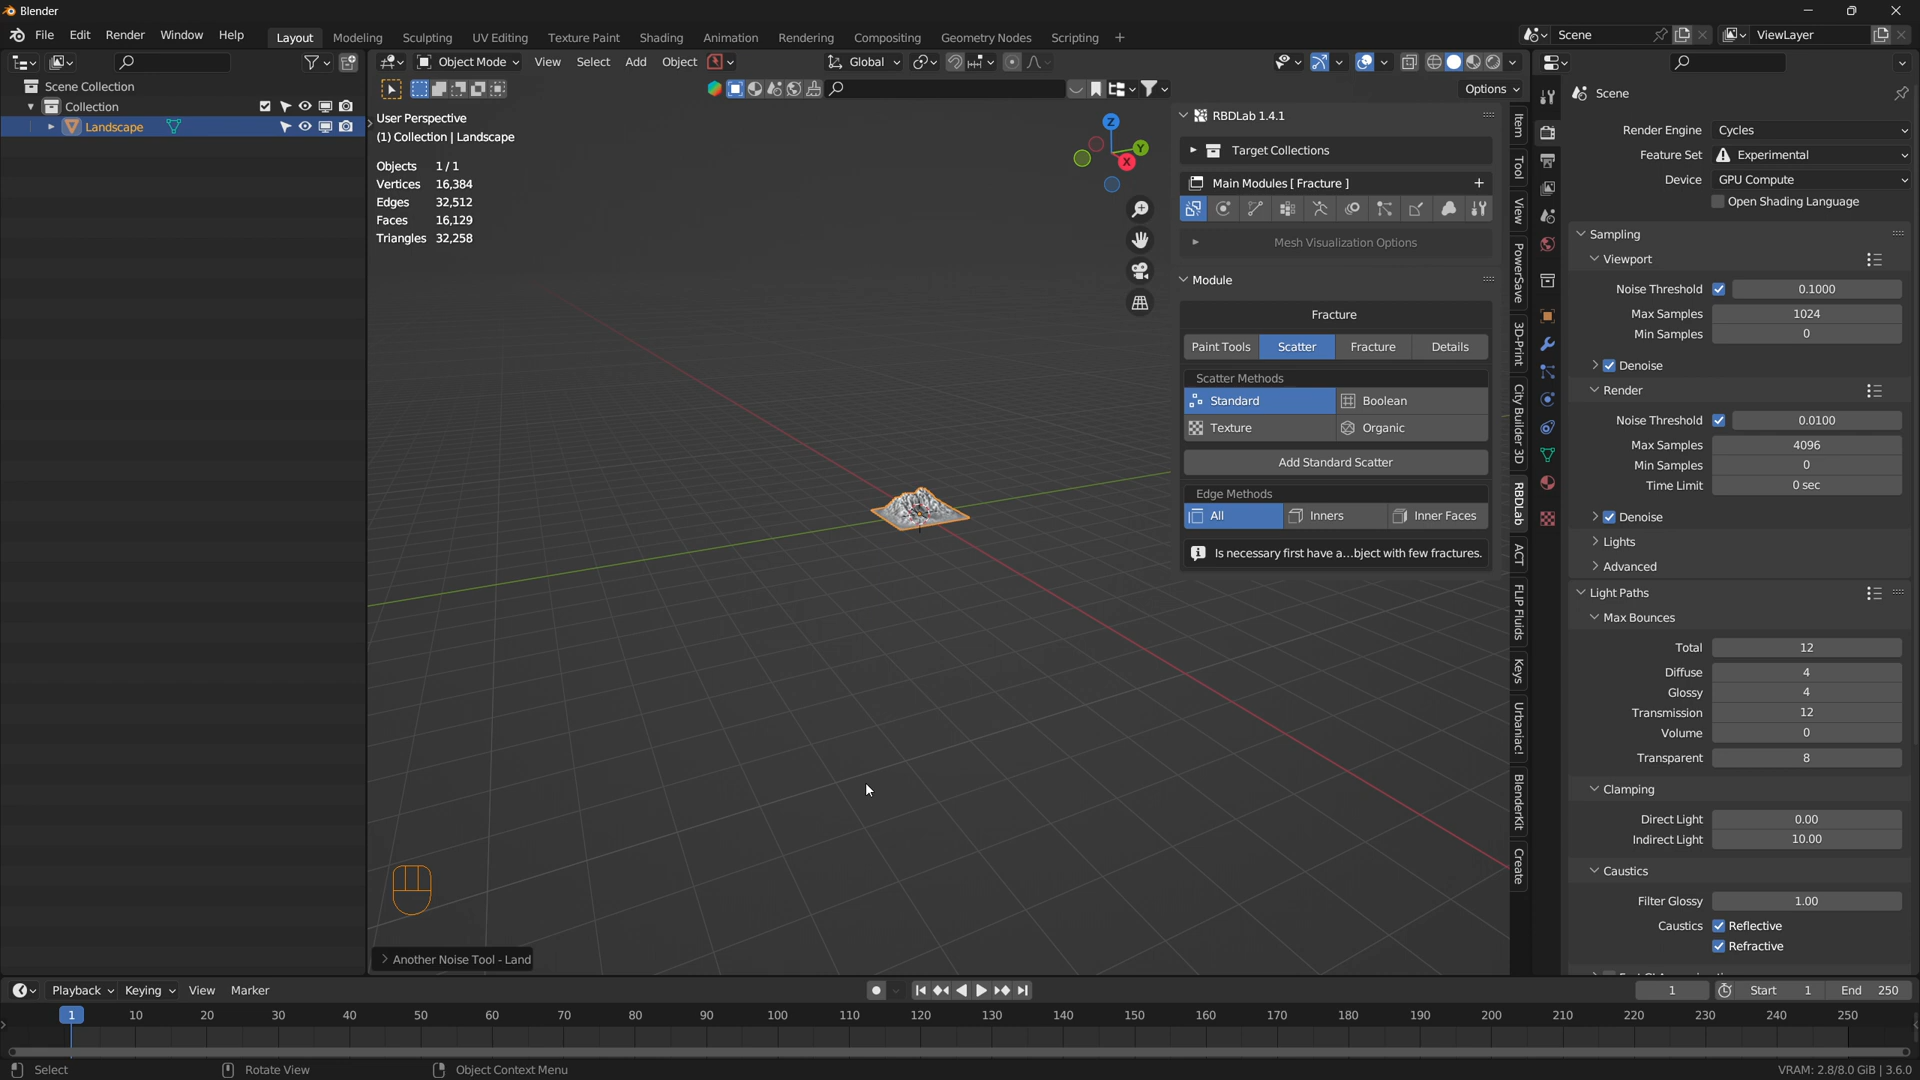 Blender
File Edit Render Window Help
Layout Modeling Sculpting UV Editing Texture Paint Shading Animation Rendering Compositing Geometry Nodes Scripting +
Scene
ViewLayer
Object Mode View Select Add Object Global
Options
Scene Collection
Collection
Landscape
User Perspective
(1) Collection | Landscape
Objects 1/1
Vertices 16,384
Edges 32,512
Faces 16,129
Triangles 32,258
Z
Y
X
RBDLab 1.4.1
Target Collections
Main Modules [ Fracture ] +
Mesh Visualization Options
Module
Fracture
Paint Tools Scatter Fracture Details
Scatter Methods
Standard Boolean
Texture Organic
Add Standard Scatter
Edge Methods
All Inners Inner Faces
Is necessary first have a...bject with few fractures.
Item
Tool
View
PowerSave
3D-Print
City Builder 3D
RBDLab
ACT
FLIP Fluids
Keys
Urbaniac!
BlenderKit
Create
Scene
Render Engine Cycles
Feature Set Experimental
Device GPU Compute
Open Shading Language
Sampling
Viewport
Noise Threshold 0.1000
Max Samples 1024
Min Samples 0
Denoise
Render
Noise Threshold 0.0100
Max Samples 4096
Min Samples 0
Time Limit 0 sec
Denoise
Lights
Advanced
Light Paths
Max Bounces
Total 12
Diffuse 4
Glossy 4
Transmission 12
Volume 0
Transparent 8
Clamping
Direct Light 0.00
Indirect Light 10.00
Caustics
Filter Glossy 1.00
Caustics Reflective
Refractive
Another Noise Tool - Land
Playback Keying View Marker
1 Start 1 End 250
1 10 20 30 40 50 60 70 80 90 100 110 120 130 140 150 160 170 180 190 200 210 220 230 240 250
Select Rotate View Object Context Menu
VRAM: 2.8/8.0 GiB | 3.6.0